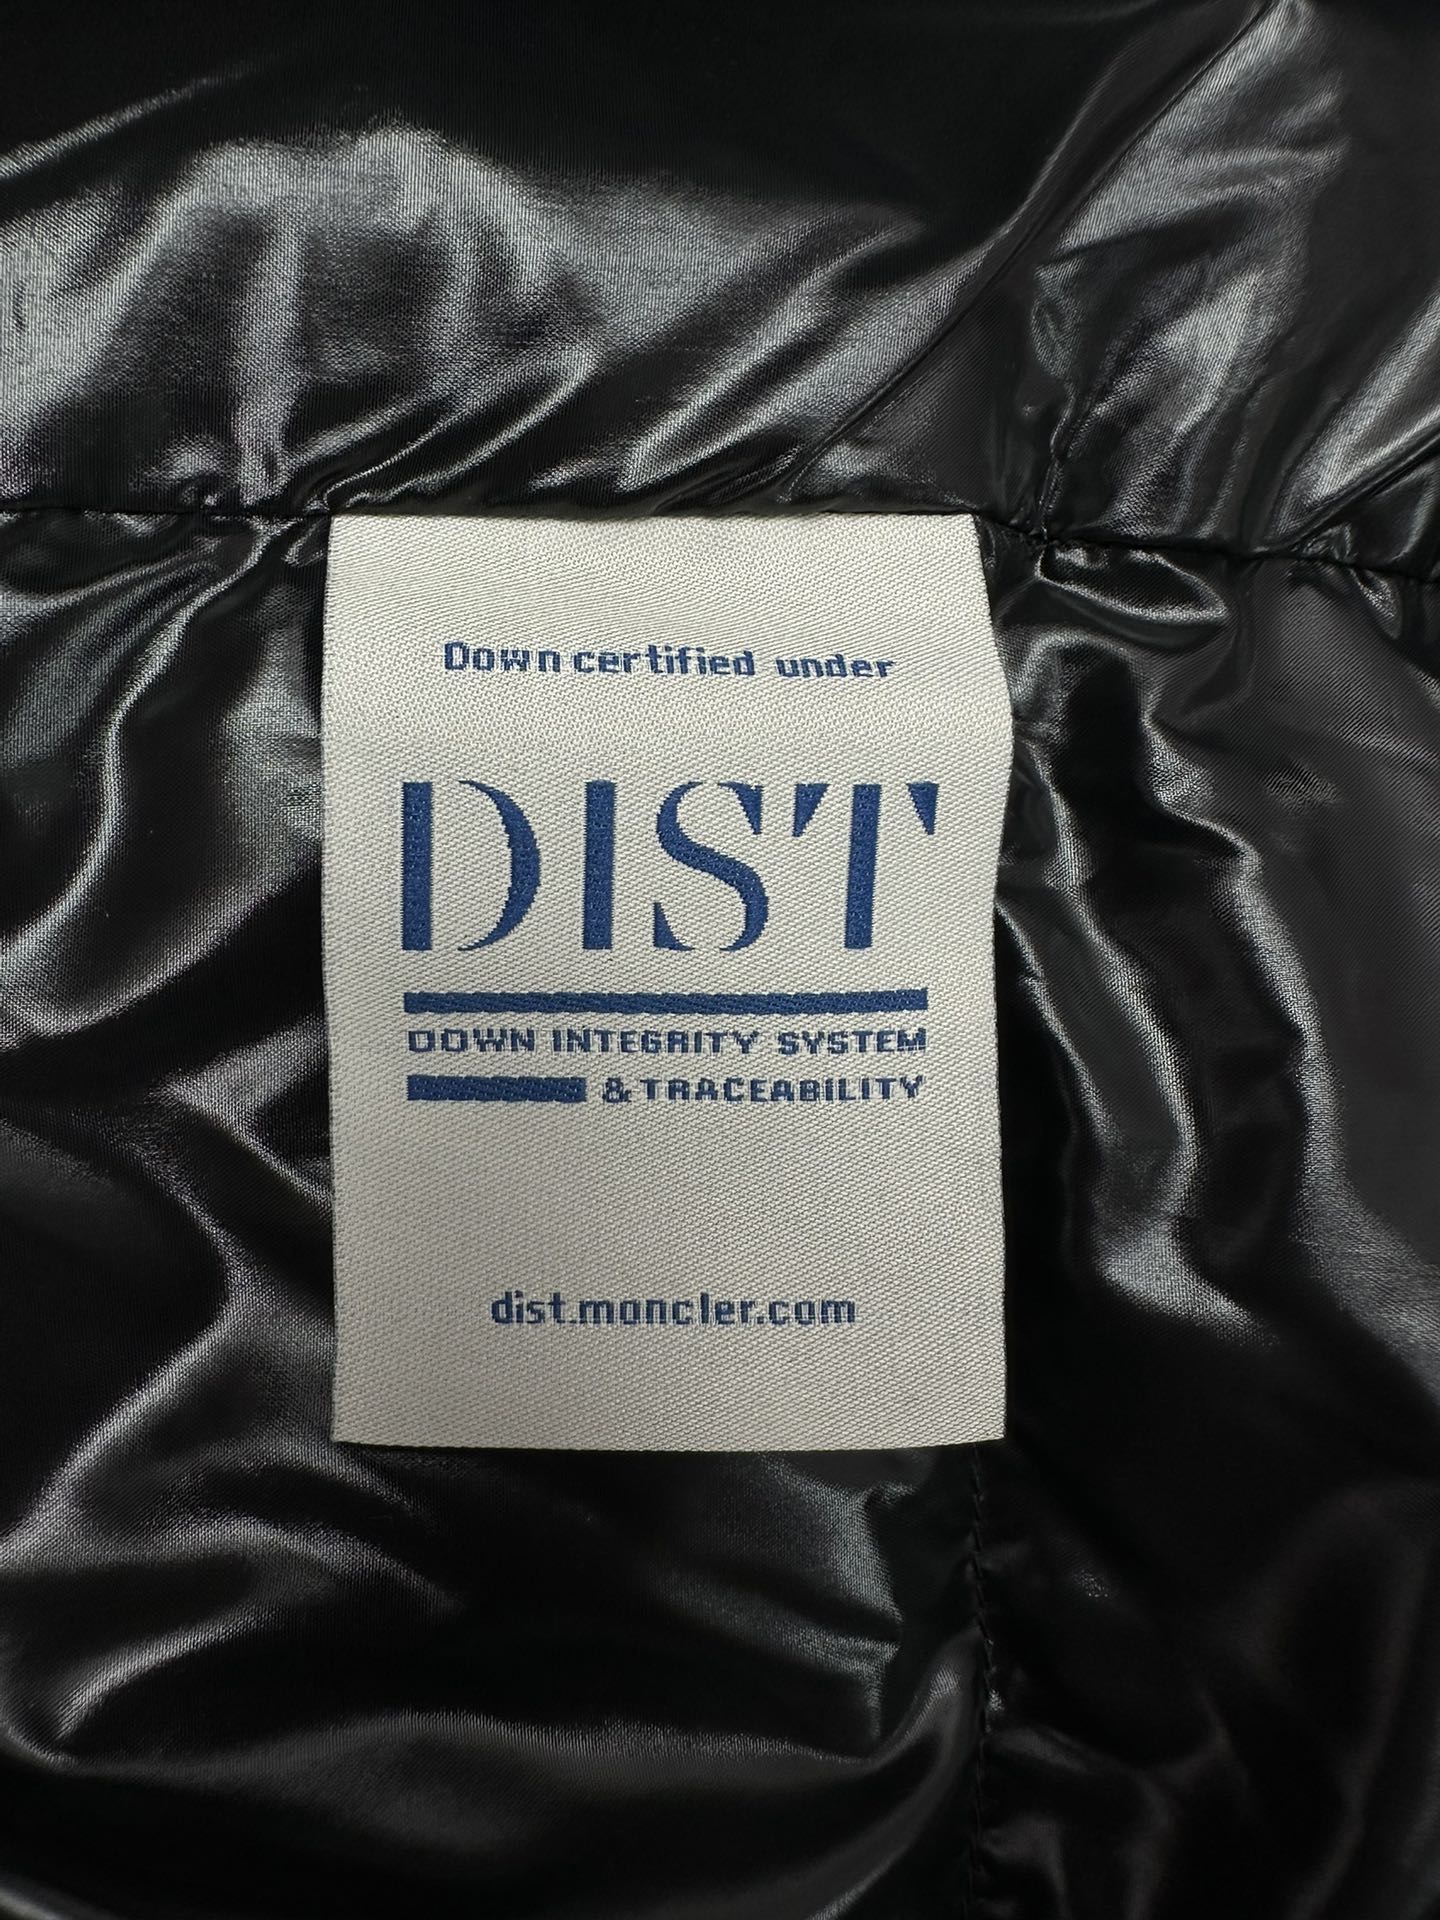 Down certified under
DIST
DOWN INTEGRITY SYSTEM
& TRACEABILITY
dist.moncler.com